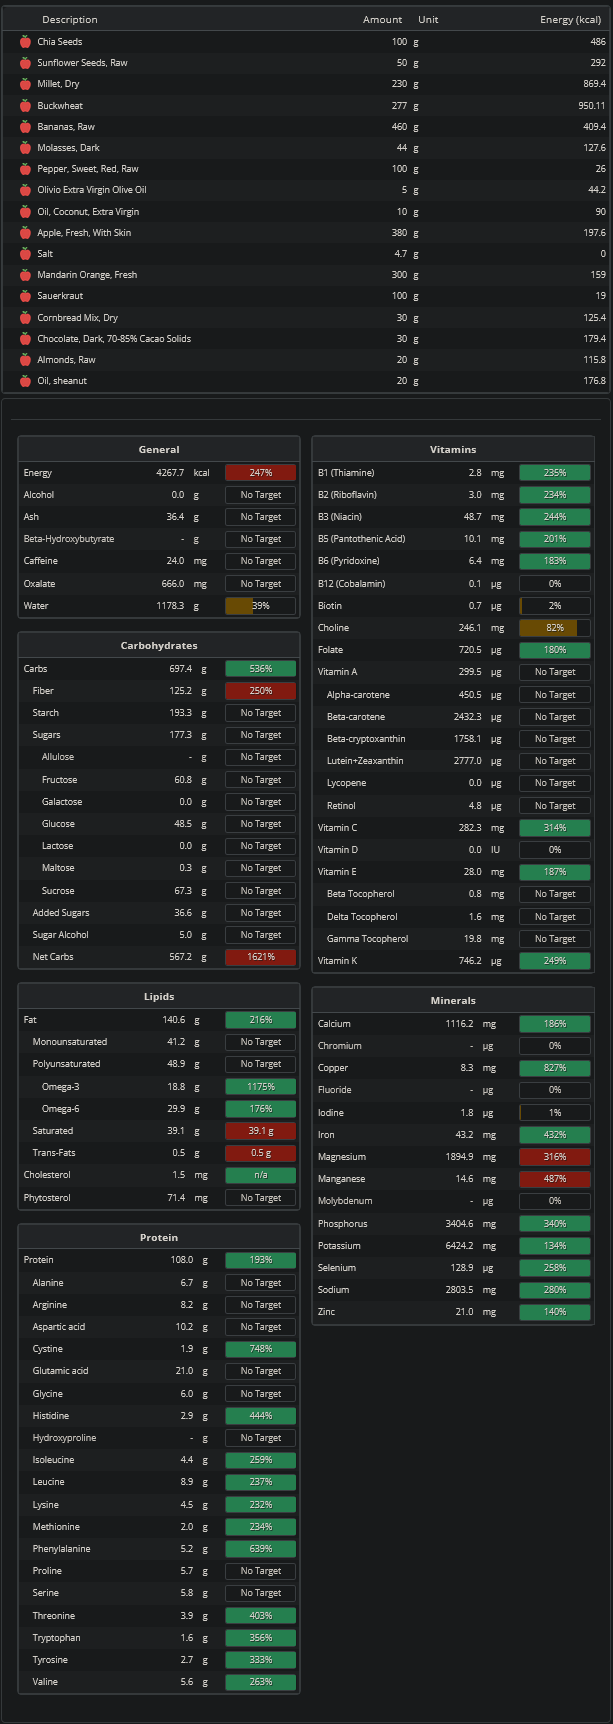 Description Amount Unit Energy (kcal)
Chia Seeds 100 g 486
Sunflower Seeds, Raw 50 g 292
Millet, Dry 230 g 869.4
Buckwheat 277 g 950.11
Bananas, Raw 460 g 409.4
Molasses, Dark 44 g 127.6
Pepper, Sweet, Red, Raw 100 g 26
Olivio Extra Virgin Olive Oil 5 g 44.2
Oil, Coconut, Extra Virgin 10 g 90
Apple, Fresh, With Skin 380 g 197.6
Salt 4.7 g 0
Mandarin Orange, Fresh 300 g 159
Sauerkraut 100 g 19
Cornbread Mix, Dry 30 g 125.4
Chocolate, Dark, 70-85% Cacao Solids 30 g 179.4
Almonds, Raw 20 g 115.8
Oil, sheanut 20 g 176.8
General
Energy 4267.7 kcal 247%
Alcohol 0.0 g No Target
Ash 36.4 g No Target
Beta-Hydroxybutyrate - g No Target
Caffeine 24.0 mg No Target
Oxalate 666.0 mg No Target
Water 1178.3 g 39%
Carbohydrates
Carbs 697.4 g 536%
Fiber 125.2 g 250%
Starch 193.3 g No Target
Sugars 177.3 g No Target
Allulose - g No Target
Fructose 60.8 g No Target
Galactose 0.0 g No Target
Glucose 48.5 g No Target
Lactose 0.0 g No Target
Maltose 0.3 g No Target
Sucrose 67.3 g No Target
Added Sugars 36.6 g No Target
Sugar Alcohol 5.0 g No Target
Net Carbs 567.2 g 1621%
Lipids
Fat 140.6 g 216%
Monounsaturated 41.2 g No Target
Polyunsaturated 48.9 g No Target
Omega-3 18.8 g 1175%
Omega-6 29.9 g 176%
Saturated 39.1 g 39.1 g
Trans-Fats 0.5 g 0.5 g
Cholesterol 1.5 mg n/a
Phytosterol 71.4 mg No Target
Protein
Protein 108.0 g 193%
Alanine 6.7 g No Target
Arginine 8.2 g No Target
Aspartic acid 10.2 g No Target
Cystine 1.9 g 748%
Glutamic acid 21.0 g No Target
Glycine 6.0 g No Target
Histidine 2.9 g 444%
Hydroxyproline - g No Target
Isoleucine 4.4 g 259%
Leucine 8.9 g 237%
Lysine 4.5 g 232%
Methionine 2.0 g 234%
Phenylalanine 5.2 g 639%
Proline 5.7 g No Target
Serine 5.8 g No Target
Threonine 3.9 g 403%
Tryptophan 1.6 g 356%
Tyrosine 2.7 g 333%
Valine 5.6 g 263%
Vitamins
B1 (Thiamine) 2.8 mg 235%
B2 (Riboflavin) 3.0 mg 234%
B3 (Niacin) 48.7 mg 244%
B5 (Pantothenic Acid) 10.1 mg 201%
B6 (Pyridoxine) 6.4 mg 183%
B12 (Cobalamin) 0.1 µg 0%
Biotin 0.7 µg 2%
Choline 246.1 mg 82%
Folate 720.5 µg 180%
Vitamin A 299.5 µg No Target
Alpha-carotene 450.5 µg No Target
Beta-carotene 2432.3 µg No Target
Beta-cryptoxanthin 1758.1 µg No Target
Lutein+Zeaxanthin 2777.0 µg No Target
Lycopene 0.0 µg No Target
Retinol 4.8 µg No Target
Vitamin C 282.3 mg 314%
Vitamin D 0.0 IU 0%
Vitamin E 28.0 mg 187%
Beta Tocopherol 0.8 mg No Target
Delta Tocopherol 1.6 mg No Target
Gamma Tocopherol 19.8 mg No Target
Vitamin K 746.2 µg 249%
Minerals
Calcium 1116.2 mg 186%
Chromium - µg 0%
Copper 8.3 mg 827%
Fluoride - µg 0%
Iodine 1.8 µg 1%
Iron 43.2 mg 432%
Magnesium 1894.9 mg 316%
Manganese 14.6 mg 487%
Molybdenum - µg 0%
Phosphorus 3404.6 mg 340%
Potassium 6424.2 mg 134%
Selenium 128.9 µg 258%
Sodium 2803.5 mg 280%
Zinc 21.0 mg 140%